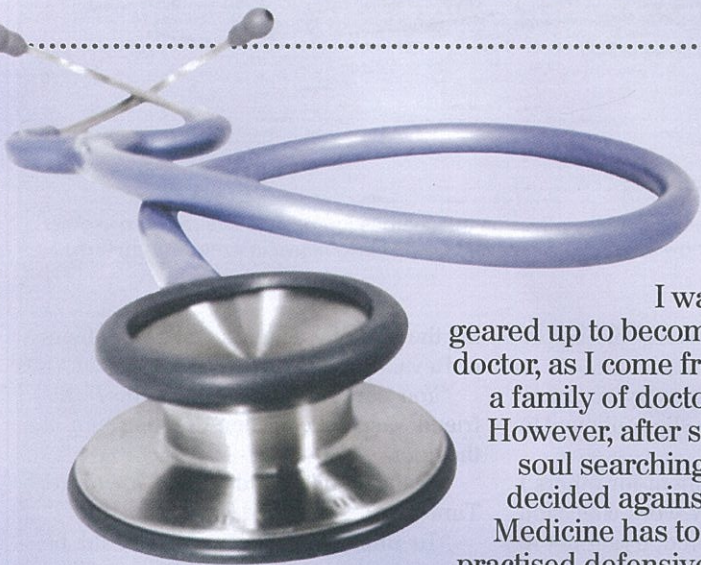 I wa
geared up to becom
doctor, as I come fr
a family of docto
However, after s
soul searching
decided agains
Medicine has to
practised defensive